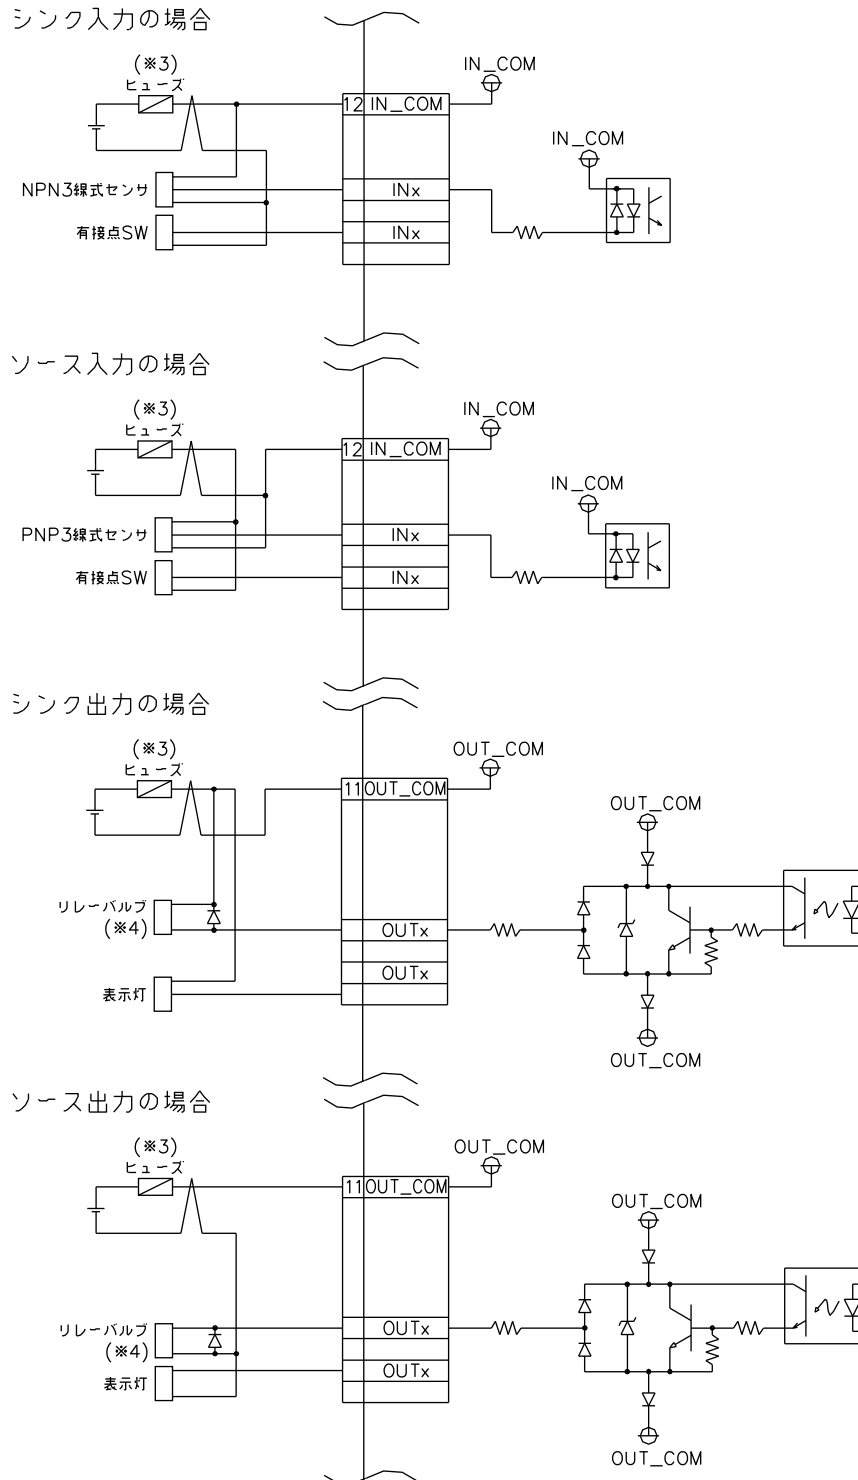 シンク入力の場合
IN_COM
(※3)
ヒューズ
12 IN_COM
IN_COM
NPN3線式センサ
INx
有接点SW
INx
ソース入力の場合
IN_COM
(※3)
ヒューズ
12 IN_COM
IN_COM
PNP3線式センサ
INx
有接点SW
INx
シンク出力の場合
OUT_COM
(※3)
ヒューズ
11 OUT_COM
OUT_COM
リレーバルブ
(※4)
OUTx
OUTx
表示灯
OUT_COM
ソース出力の場合
OUT_COM
(※3)
ヒューズ
11 OUT_COM
OUT_COM
リレーバルブ
(※4)
OUTx
OUTx
表示灯
OUT_COM